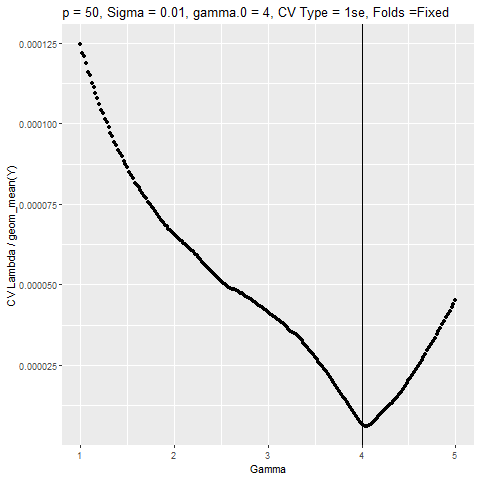 p = 50, Sigma = 0.01, gamma.0 = 4, CV Type = 1se, Folds =Fixed
0.000125
0.000100
0.000075
0.000050
0.000025
CV Lambda / geom_mean(Y)
1 2 3 4 5
Gamma